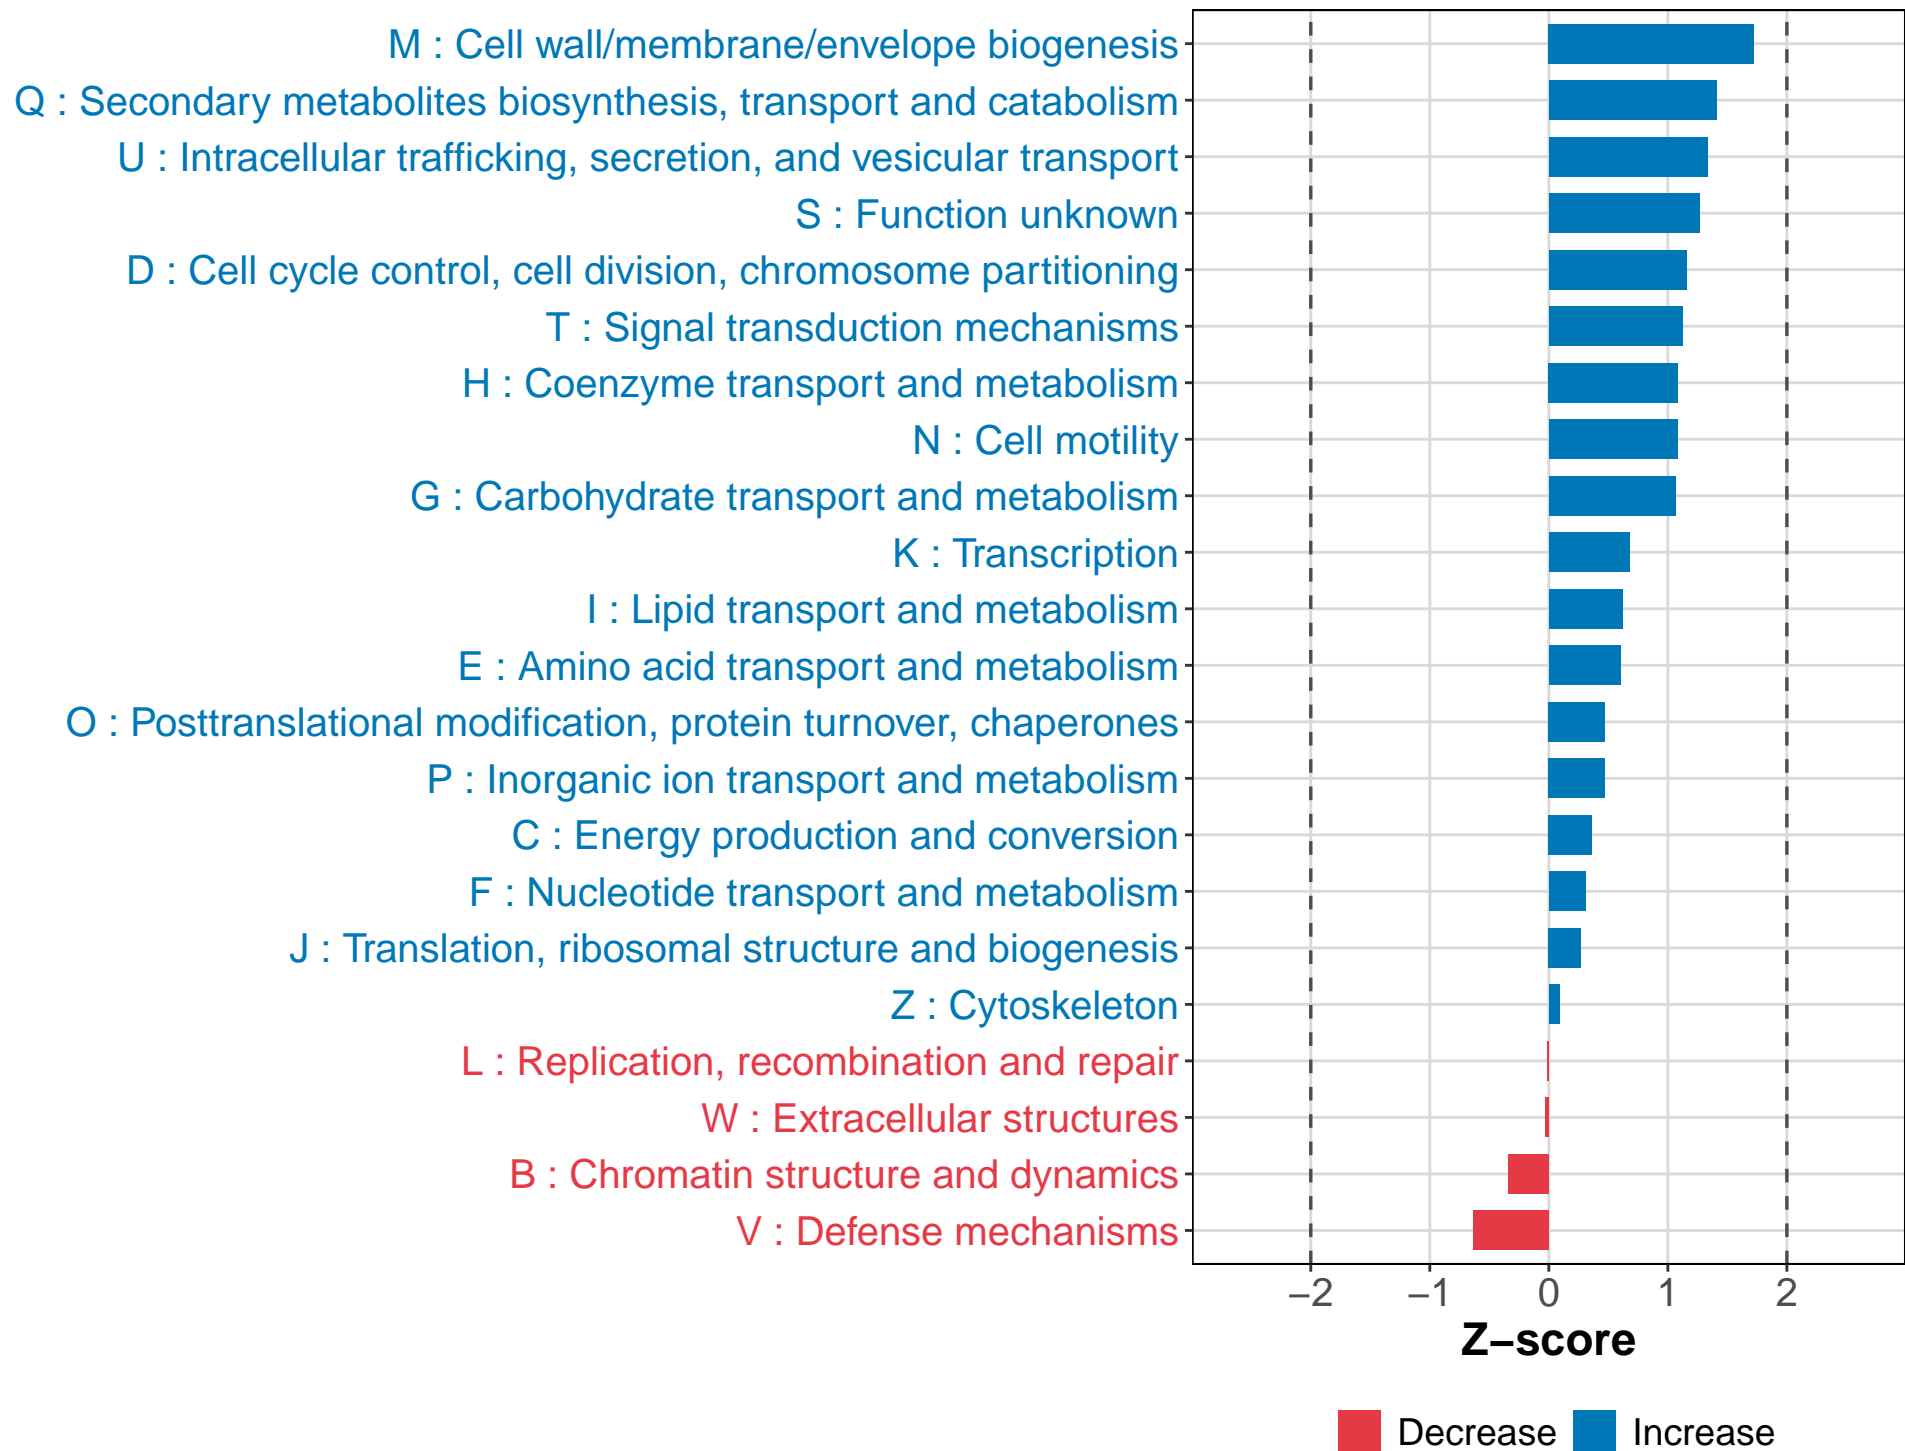 M : Cell wall/membrane/envelope biogenesis
Q : Secondary metabolites biosynthesis, transport and catabolism
U : Intracellular trafficking, secretion, and vesicular transport
S : Function unknown
D : Cell cycle control, cell division, chromosome partitioning
T : Signal transduction mechanisms
H : Coenzyme transport and metabolism
N : Cell motility
G : Carbohydrate transport and metabolism
K : Transcription
I : Lipid transport and metabolism
E : Amino acid transport and metabolism
O : Posttranslational modification, protein turnover, chaperones
P : Inorganic ion transport and metabolism
C : Energy production and conversion
F : Nucleotide transport and metabolism
J : Translation, ribosomal structure and biogenesis
Z : Cytoskeleton
L : Replication, recombination and repair
W : Extracellular structures
B : Chromatin structure and dynamics
V : Defense mechanisms
−2 −1 0 1 2
Z−score
Decrease Increase